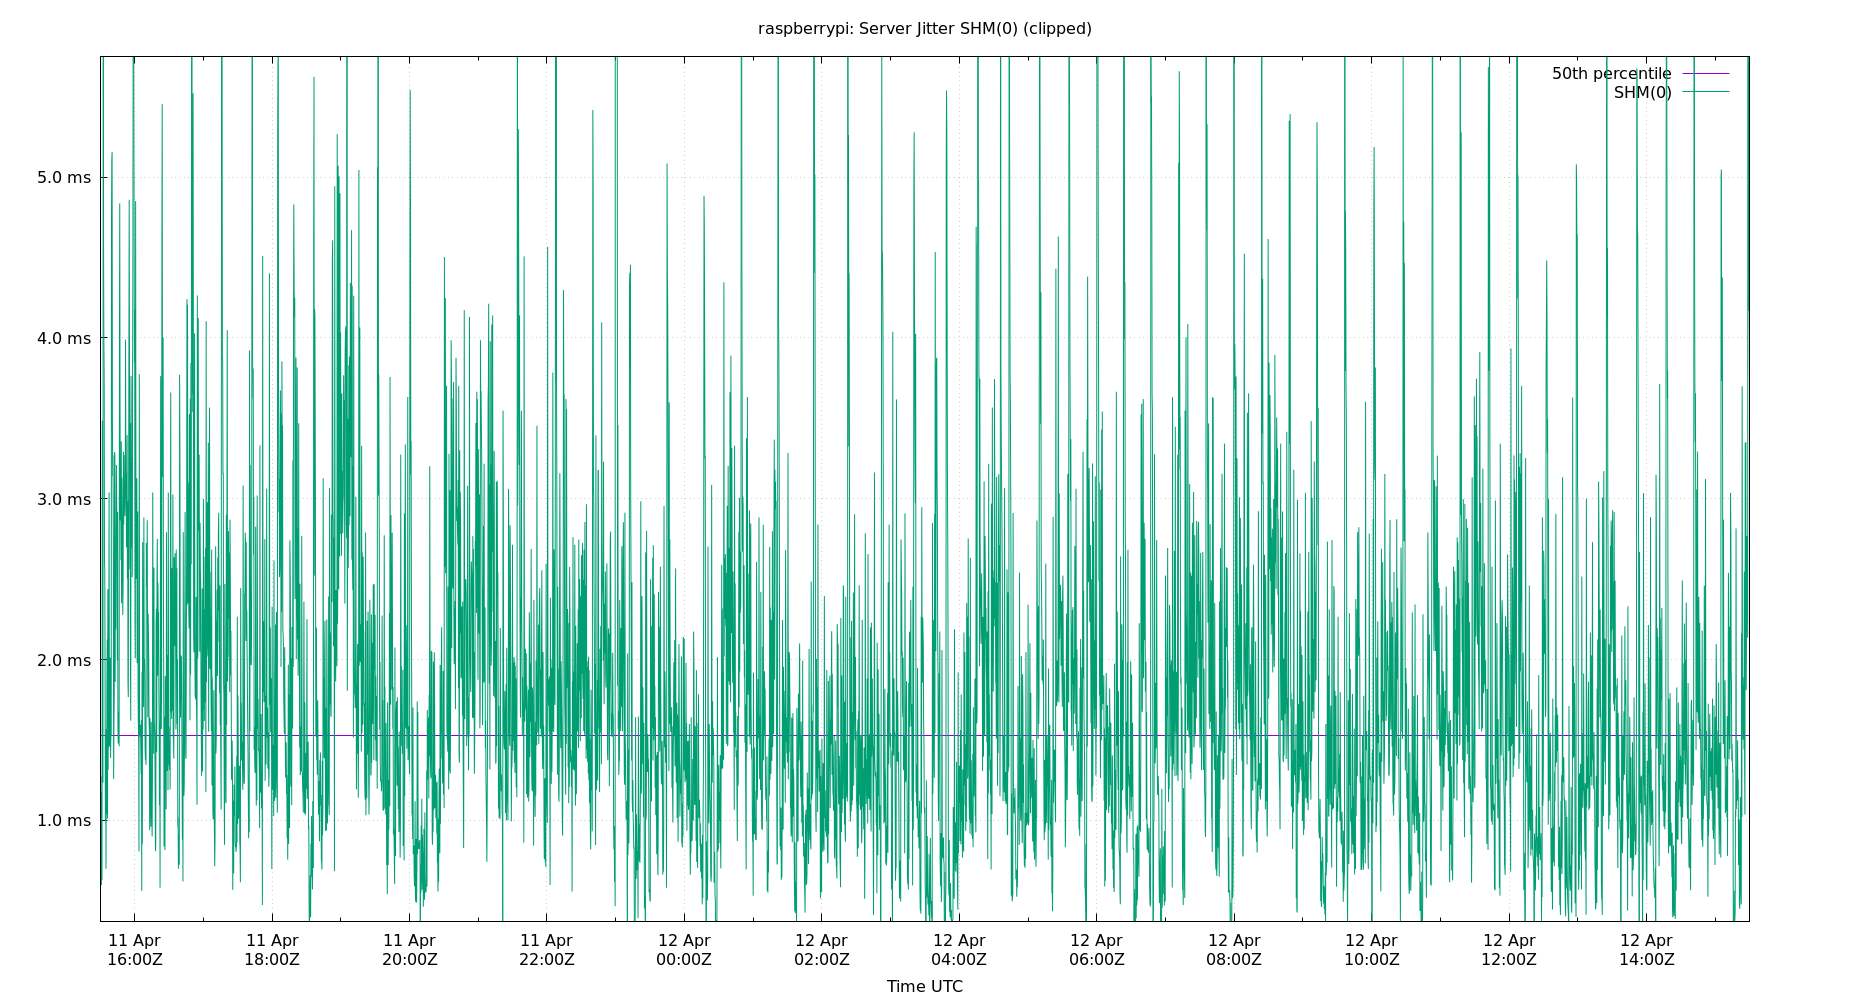 raspberrypi: Server Jitter SHM(0) (clipped)
50th percentile
SHM(0)
5.0 ms
4.0 ms
3.0 ms
2.0 ms
1.0 ms
11 Apr 11 Apr 11 Apr 11 Apr 12 Apr 12 Apr 12 Apr 12 Apr 12 Apr 12 Apr 12 Apr 12 Apr
16:00Z 18:00Z 20:00Z 22:00Z 00:00Z 02:00Z 04:00Z 06:00Z 08:00Z 10:00Z 12:00Z 14:00Z
Time UTC